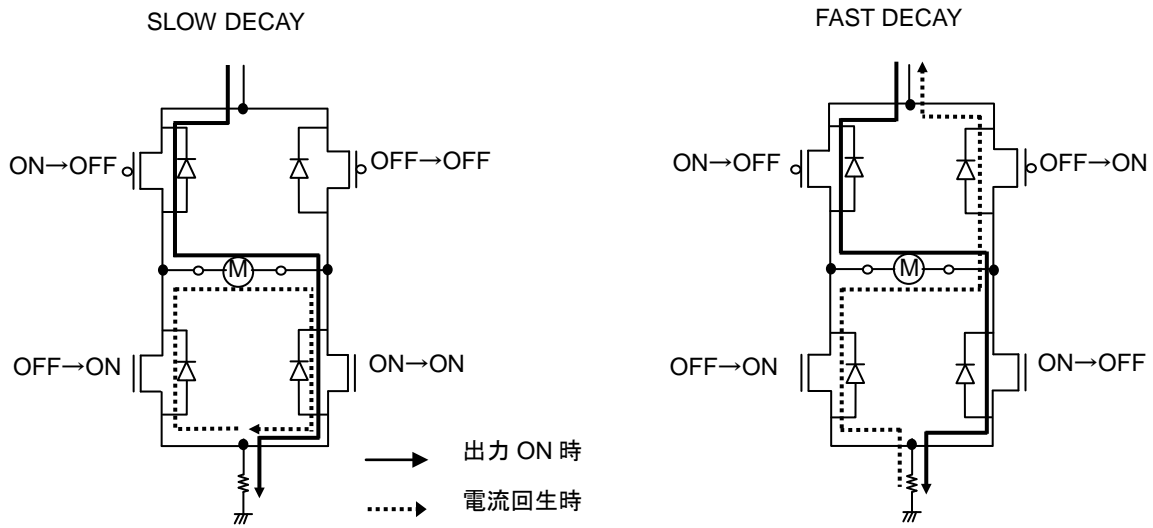 SLOW DECAY
ON→OFF
OFF→OFF
M
OFF→ON
ON→ON
FAST DECAY
ON→OFF
OFF→ON
M
OFF→ON
ON→OFF
出力 ON 時
電流回生時